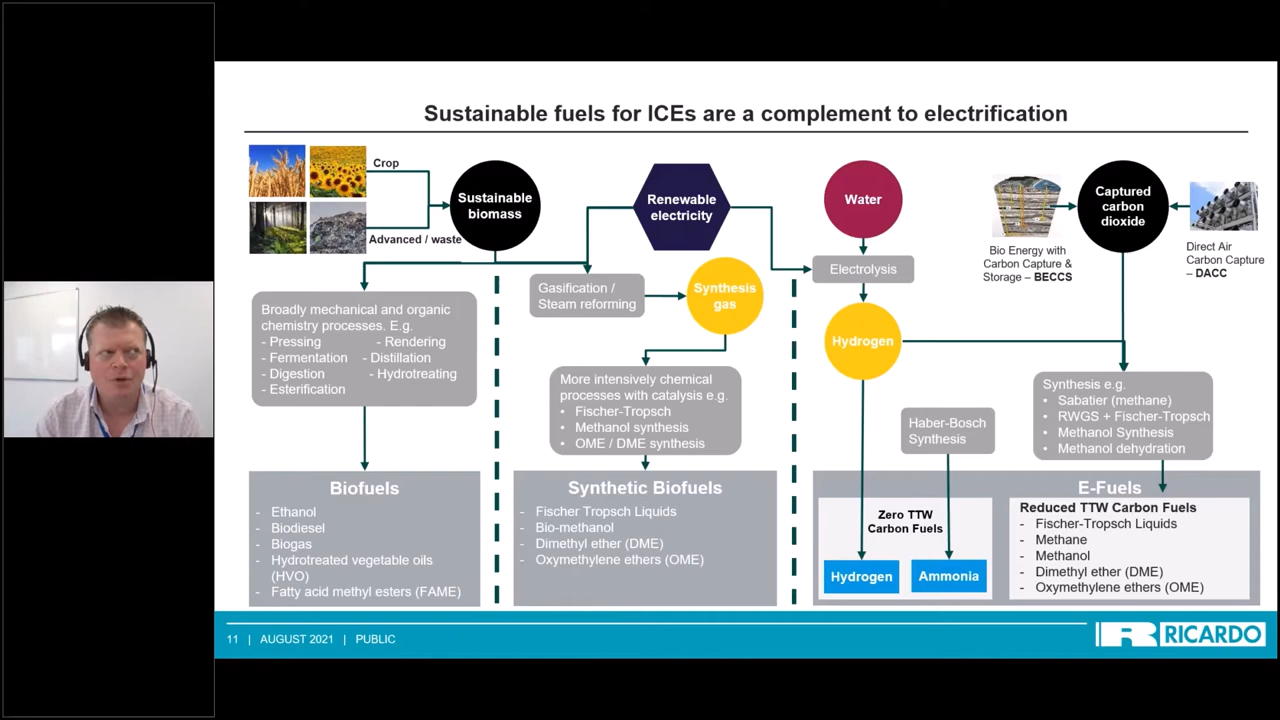 Sustainable fuels for ICEs are a complement to electrification
Crop
Advanced / waste
Sustainable
biomass
Renewable
electricity
Water
Captured
carbon
dioxide
Bio Energy with
Carbon Capture &
Storage – BECCS
Direct Air
Carbon Capture
– DACC
Gasification /
Steam reforming
Synthesis
gas
Electrolysis
Hydrogen
Broadly mechanical and organic
chemistry processes. E.g.
- Pressing - Rendering
- Fermentation - Distillation
- Digestion - Hydrotreating
- Esterification
More intensively chemical
processes with catalysis e.g.
• Fischer-Tropsch
• Methanol synthesis
• OME / DME synthesis
Haber-Bosch
Synthesis
Synthesis e.g.
• Sabatier (methane)
• RWGS + Fischer-Tropsch
• Methanol Synthesis
• Methanol dehydration
Biofuels
- Ethanol
- Biodiesel
- Biogas
- Hydrotreated vegetable oils
(HVO)
- Fatty acid methyl esters (FAME)
Synthetic Biofuels
- Fischer Tropsch Liquids
- Bio-methanol
- Dimethyl ether (DME)
- Oxymethylene ethers (OME)
E-Fuels
Zero TTW
Carbon Fuels
Hydrogen
Ammonia
Reduced TTW Carbon Fuels
- Fischer-Tropsch Liquids
- Methane
- Methanol
- Dimethyl ether (DME)
- Oxymethylene ethers (OME)
11 | AUGUST 2021 | PUBLIC
RICARDO